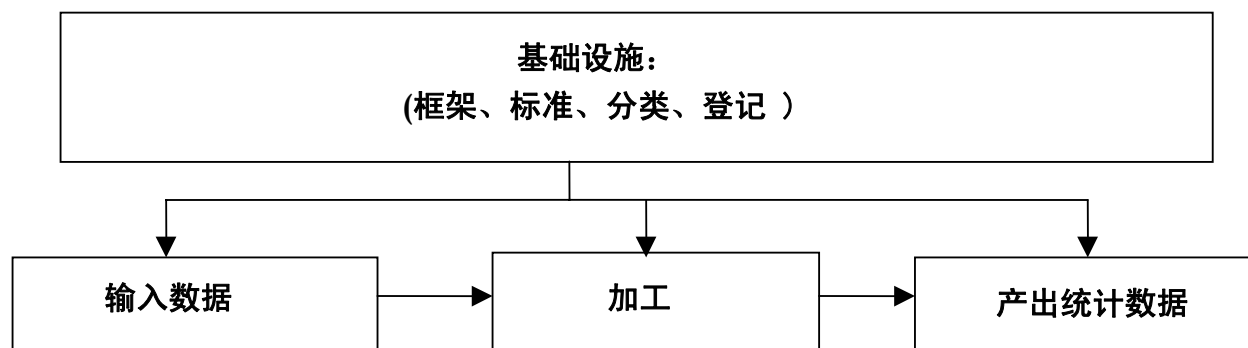 基础设施：
(框架、标准、分类、登记 ）
输入数据
加工
产出统计数据